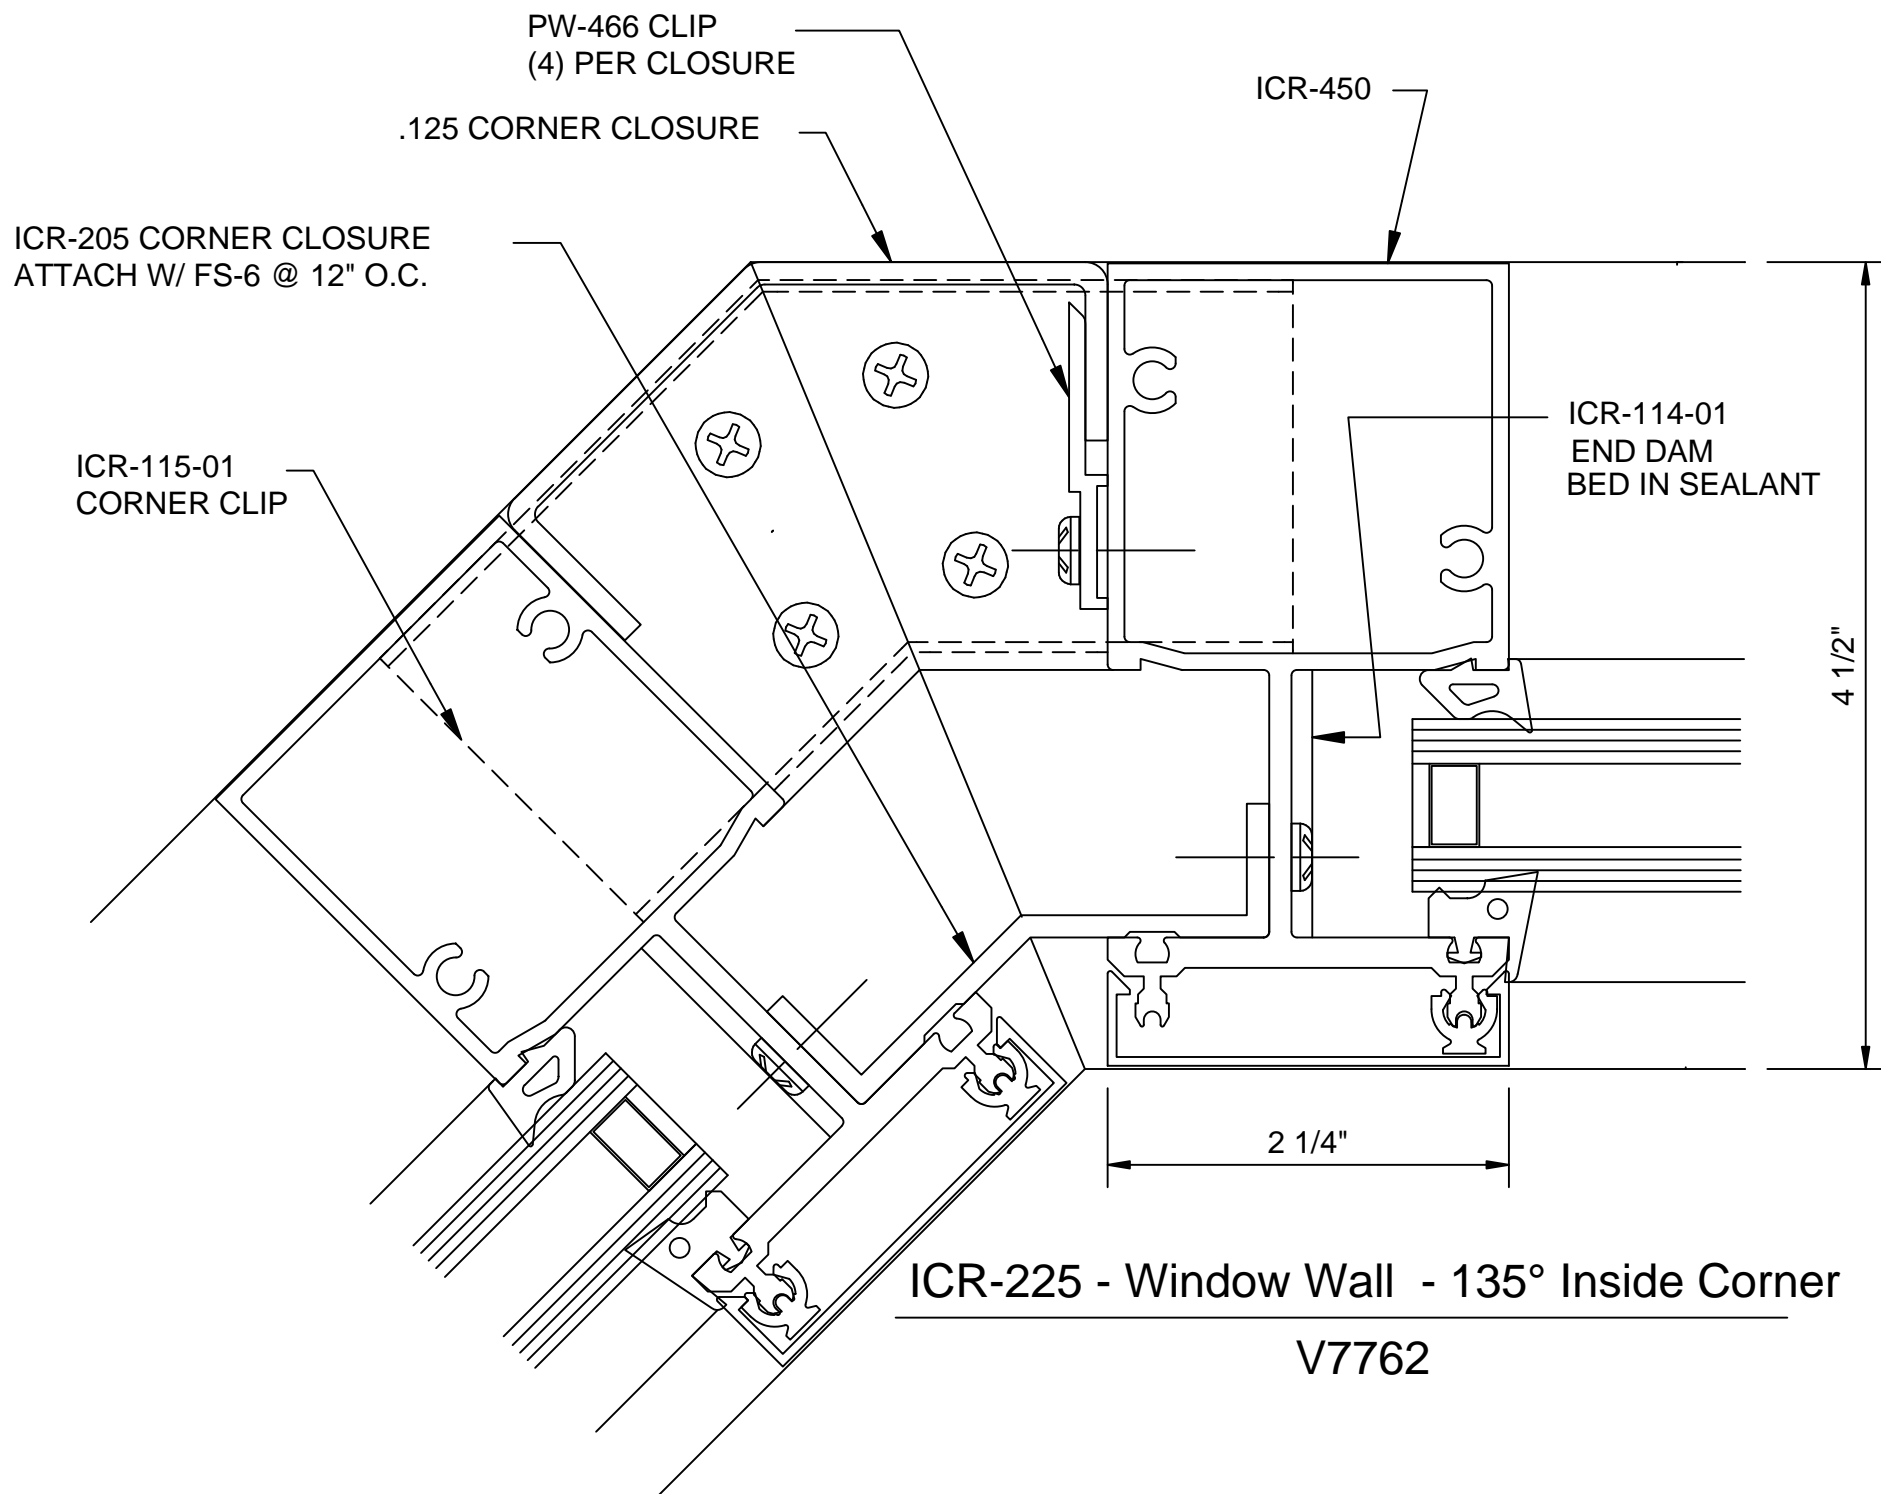 PW-466 CLIP
(4) PER CLOSURE
ICR-450
.125 CORNER CLOSURE
ICR-205 CORNER CLOSURE
ATTACH W/ FS-6 @ 12" O.C.
ICR-114-01
END DAM
BED IN SEALANT
ICR-115-01
CORNER CLIP
4 1/2"
2 1/4"
ICR-225 - Window Wall - 135° Inside Corner
V7762